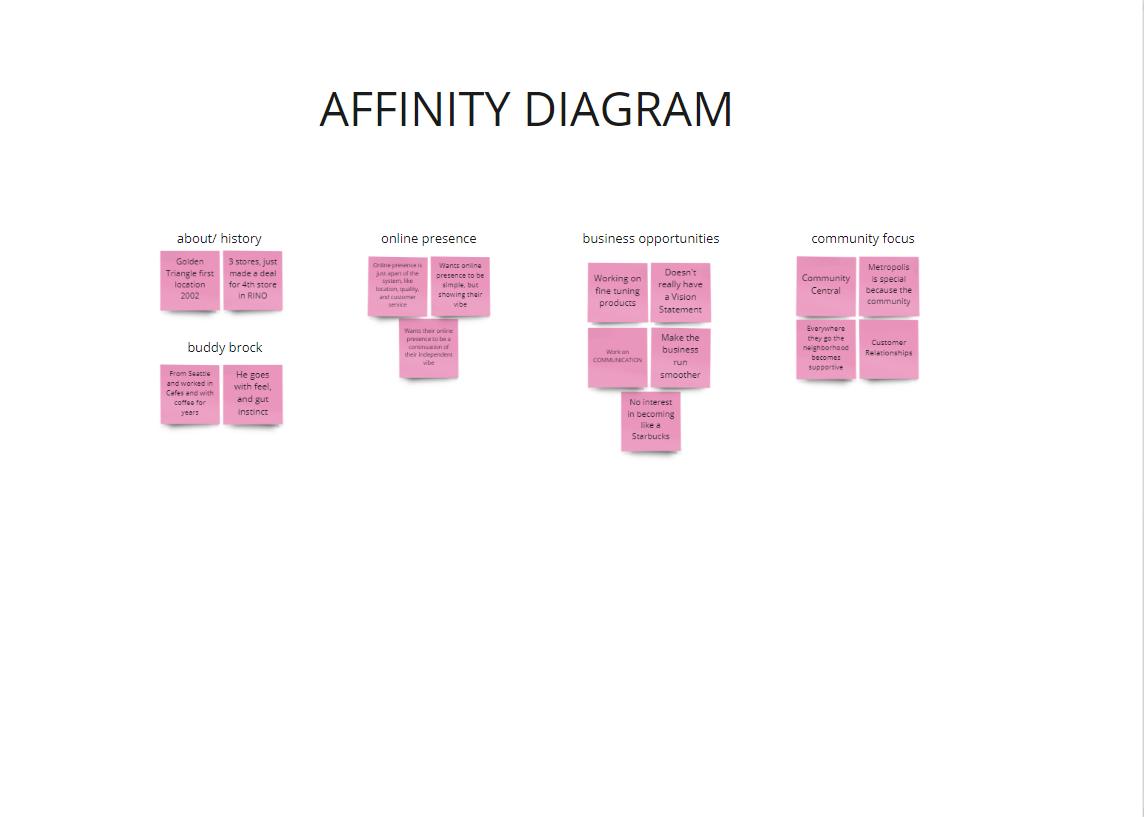 AFFINITY DIAGRAM
about/ history
Golden
Triangle first
location
2002
3 stores, just
made a deal
for 4th store
in RINO
buddy brock
From Seattle
and worked in
Cafes and with
coffee for
years
He goes
with feel,
and gut
instinct
online presence
Online presence is
just apart of the
system, like
location, quality,
and customer
service
Wants online
presence to be
simple, but
showing their
vibe
Wants their online
presence to be a
continuation of
their independent
vibe
business opportunities
Working on
fine tuning
products
Doesn't
really have
a Vision
Statement
Work on
COMMUNICATION
Make the
business
run
smoother
No interest
in becoming
like a
Starbucks
community focus
Community
Central
Metropolis
is special
because the
community
Everywhere
they go the
neighborhood
becomes
supportive
Customer
Relationships